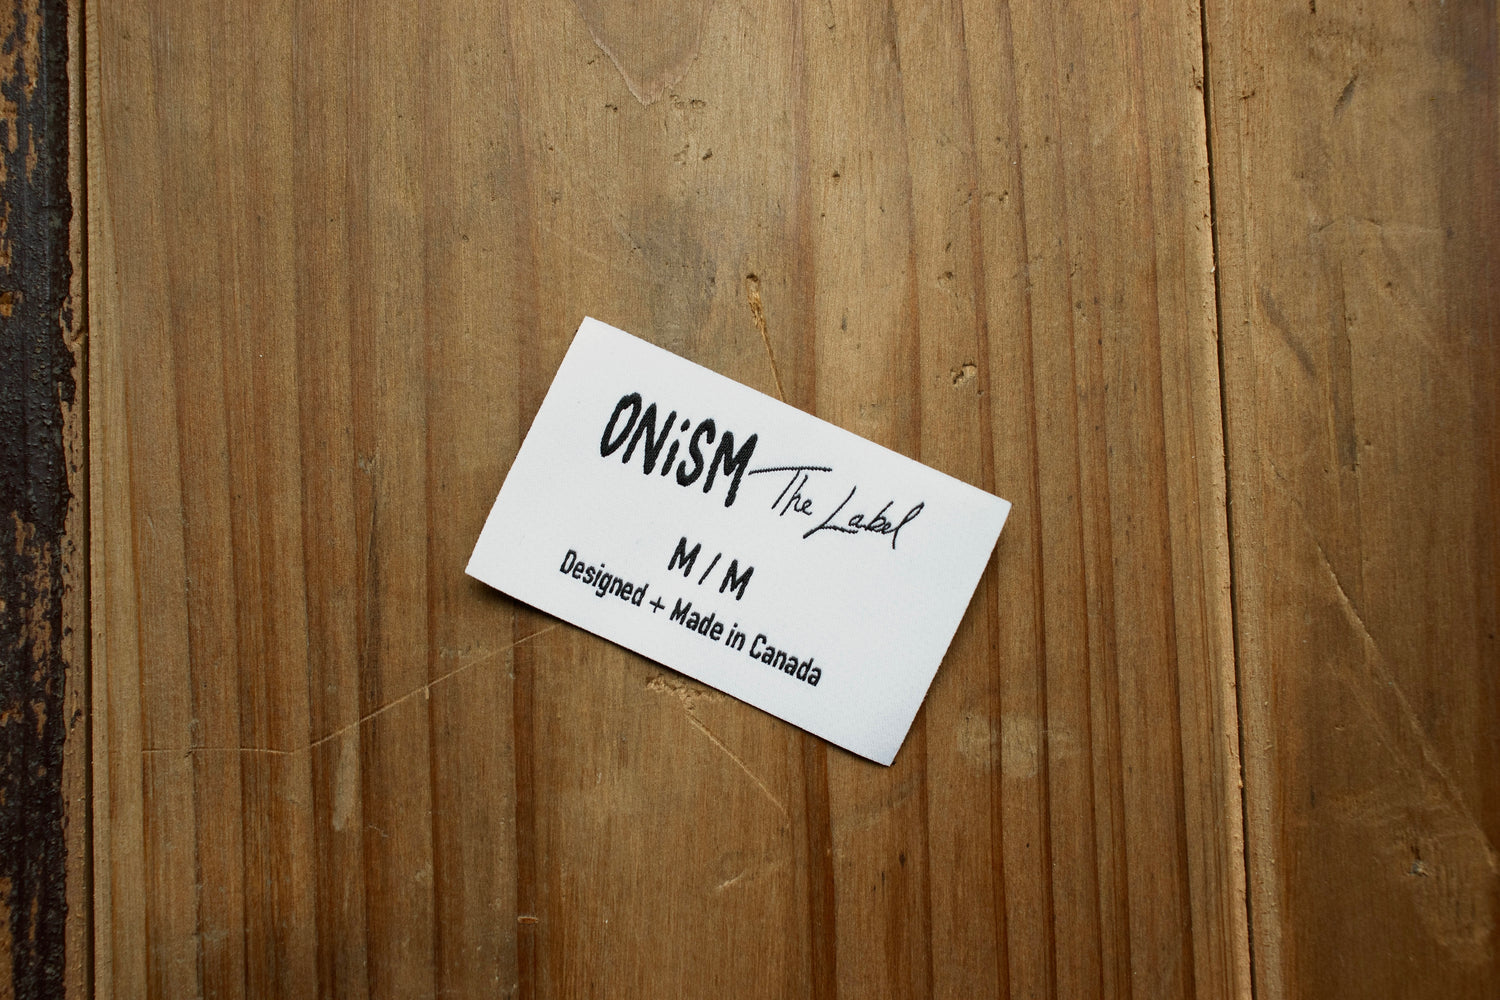 ONiSM The Label
M / M
Designed + Made in Canada